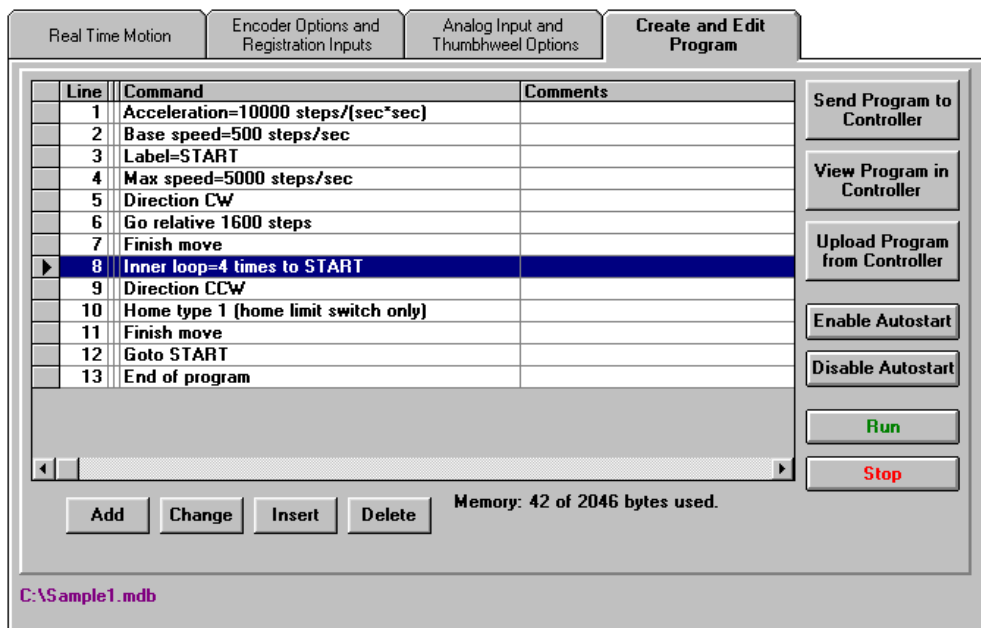 Real Time Motion
Encoder Options and
Registration Inputs
Analog Input and
Thumbhweel Options
Create and Edit
Program
Line Command Comments
1 Acceleration=10000 steps/(sec*sec)
2 Base speed=500 steps/sec
3 Label=START
4 Max speed=5000 steps/sec
5 Direction CW
6 Go relative 1600 steps
7 Finish move
8 Inner loop=4 times to START
9 Direction CCW
10 Home type 1 (home limit switch only)
11 Finish move
12 Goto START
13 End of program
Send Program to
Controller
View Program in
Controller
Upload Program
from Controller
Enable Autostart
Disable Autostart
Run
Stop
Add Change Insert Delete Memory: 42 of 2046 bytes used.
C:\Sample1.mdb